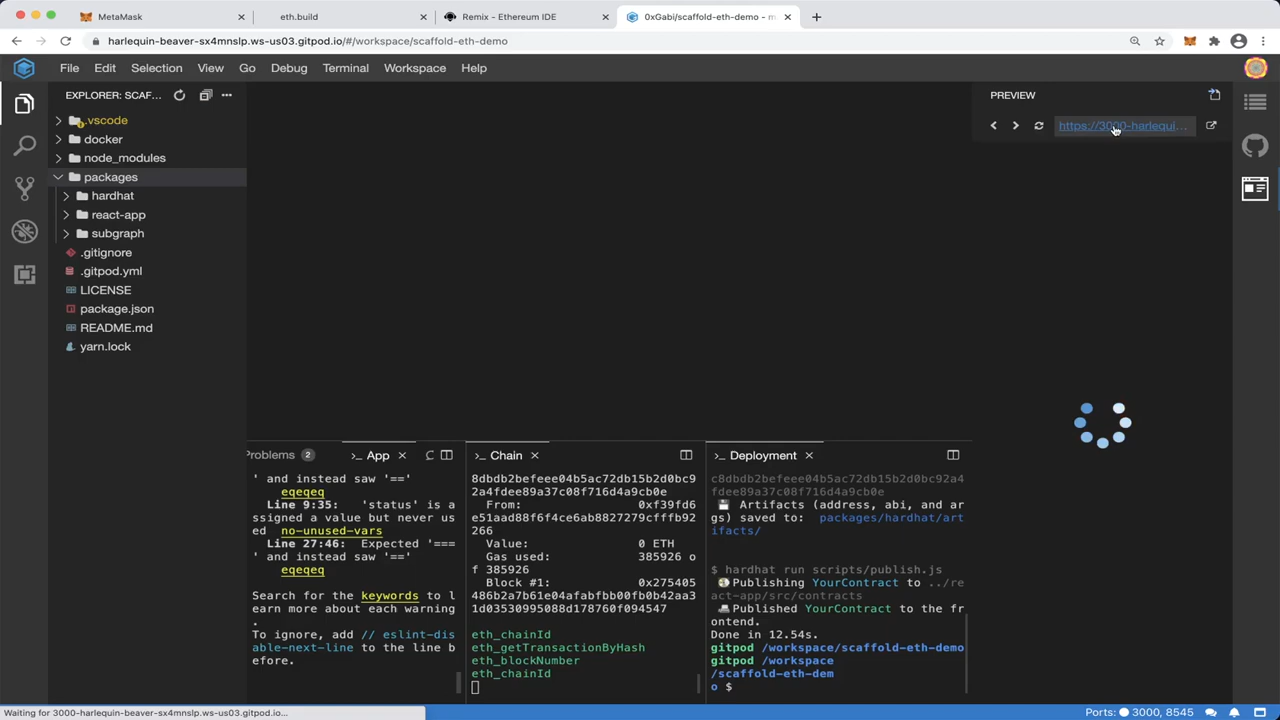 MetaMask
eth.build
Remix - Ethereum IDE
0xGabi/scaffold-eth-demo - m
harlequin-beaver-sx4mnslp.ws-us03.gitpod.io/#/workspace/scaffold-eth-demo
File Edit Selection View Go Debug Terminal Workspace Help
EXPLORER: SCAF...
.vscode
docker
node_modules
packages
hardhat
react-app
subgraph
.gitignore
.gitpod.yml
LICENSE
package.json
README.md
yarn.lock
PREVIEW
https://3000-harlequi...
Problems 2
>_ App
' and instead saw '=='
eqeqeq
Line 9:35: 'status' is a
ssigned a value but never us
ed no-unused-vars
Line 27:46: Expected '===
' and instead saw '=='
eqeqeq
Search for the keywords to l
earn more about each warning
.
To ignore, add // eslint-dis
able-next-line to the line b
efore.
>_ Chain
8dbdb2befeee04b5ac72db15b2d0bc9
2a4fdee89a37c08f716d4a9cbd0e
From: 0xf39fd6
e51aad88f6f4ce6ab8827279cfffb92
266
Value: 0 ETH
Gas used: 385926 o
f 385926
Block #1: 0x275405
486b2a7b61e04afabfbb00fb0b42aa3
1d03530995088d178760f094547
eth_chainId
eth_getTransactionByHash
eth_blockNumber
eth_chainId
>_ Deployment
c8dbdb2befeee04b5ac72db15b2d0bc92a4
fdee89a37c08f716d4a9cbd0e
💾 Artifacts (address, abi, and ar
gs) saved to: packages/hardhat/art
ifacts/
$ hardhat run scripts/publish.js
Publishing YourContract to ../re
act-app/src/contracts
Published YourContract to the fr
ontend.
Done in 12.54s.
gitpod /workspace/scaffold-eth-demo
gitpod /workspace
/scaffold-eth-dem
o $
Waiting for 3000-harlequin-beaver-sx4mnslp.ws-us03.gitpod.io...
Ports: 3000, 8545